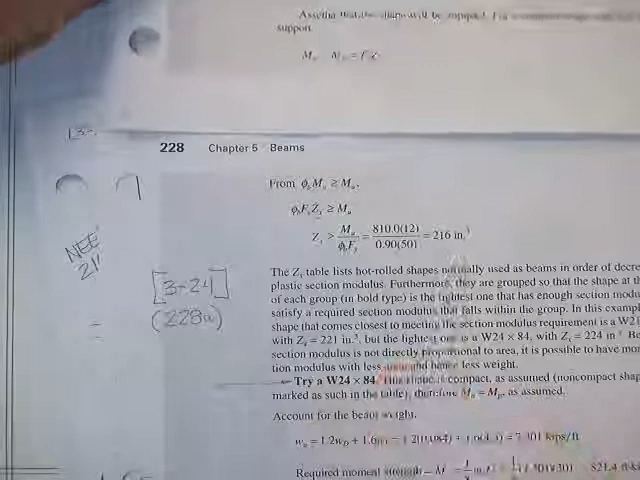 support.
228 Chapter 5 Beams
From ϕbMn ≥ Mu,
ϕbFyZx ≥ Mu
Zx ≥ Mu/ϕbFy = 810.0(12)/0.90(50) = 216 in.³
NEE
21"
[3-24]
(228a)
The Zx table lists hot-rolled shapes normally used as beams in order of decre
plastic section modulus. Furthermore, they are grouped so that the shape at th
of each group (in bold type) is the lightest one that has enough section modu
satisfy a required section modulus that falls within the group. In this example
shape that comes closest to meeting the section modulus requirement is a W21
with Zx = 221 in.³, but the lightest one is a W24 × 84, with Zx = 224 in.³ Be
section modulus is not directly proportional to area, it is possible to have mor
tion modulus with less area and hence less weight.
Try a W24 × 84. This shape is compact, as assumed (noncompact shap
marked as such in the table); therefore Mn = Mp, as assumed.
Account for the beam weight.
Required moment strength